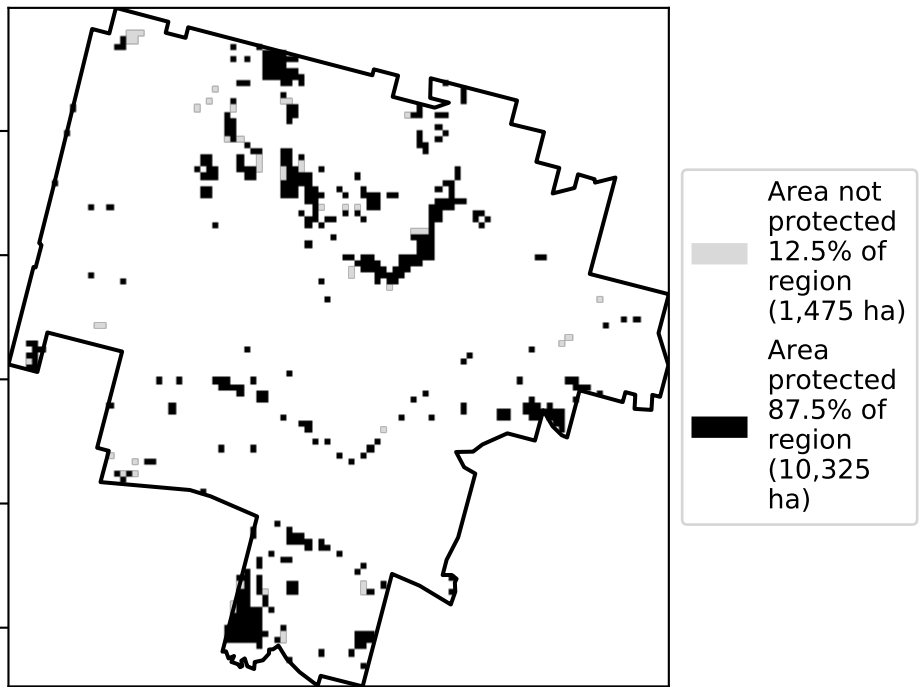 Area not
protected
12.5% of
region
(1,475 ha)
Area
protected
87.5% of
region
(10,325
ha)